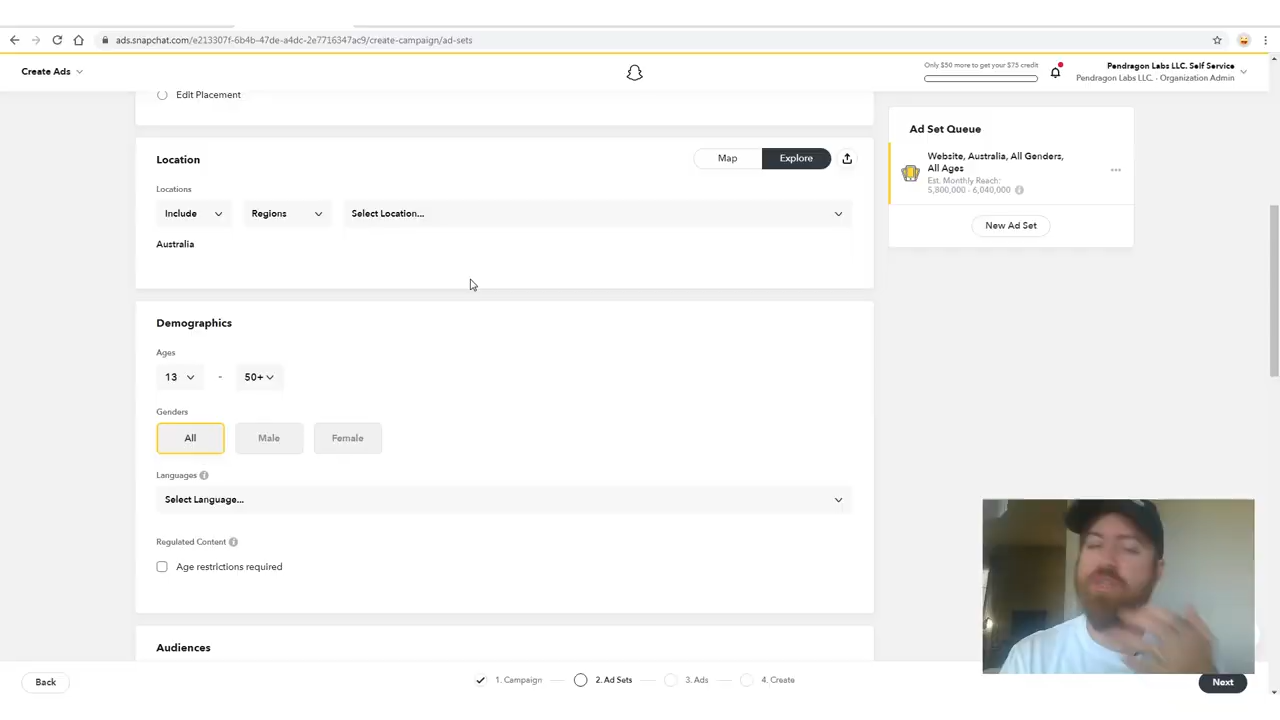 ads.snapchat.com/e213307f-6b4b-47de-a4dc-2e7716347ac9/create-campaign/ad-sets
Create Ads
Only $50 more to get your $75 credit
Pendragon Labs LLC. Self Service
Pendragon Labs LLC. - Organization Admin
Edit Placement
Location
Map
Explore
Locations
Include
Regions
Select Location...
Australia
Ad Set Queue
Website, Australia, All Genders,
All Ages
Est. Monthly Reach:
5,800,000 - 6,040,000
New Ad Set
Demographics
Ages
13
-
50+
Genders
All
Male
Female
Languages
Select Language...
Regulated Content
Age restrictions required
Audiences
Back
1. Campaign
2. Ad Sets
3. Ads
4. Create
Next